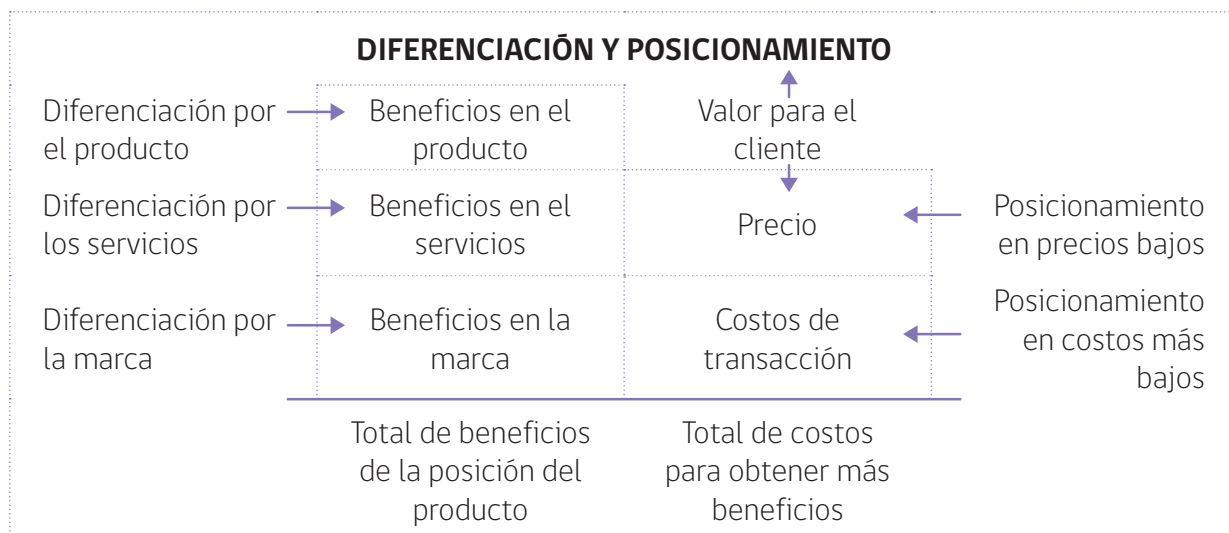 DIFERENCIACIÓN Y POSICIONAMIENTO
Diferenciación por
el producto
Beneficios en el
producto
Valor para el
cliente
Diferenciación por
los servicios
Beneficios en el
servicios
Precio
Posicionamiento
en precios bajos
Diferenciación por
la marca
Beneficios en la
marca
Costos de
transacción
Posicionamiento
en costos más
bajos
Total de beneficios
de la posición del
producto
Total de costos
para obtener más
beneficios